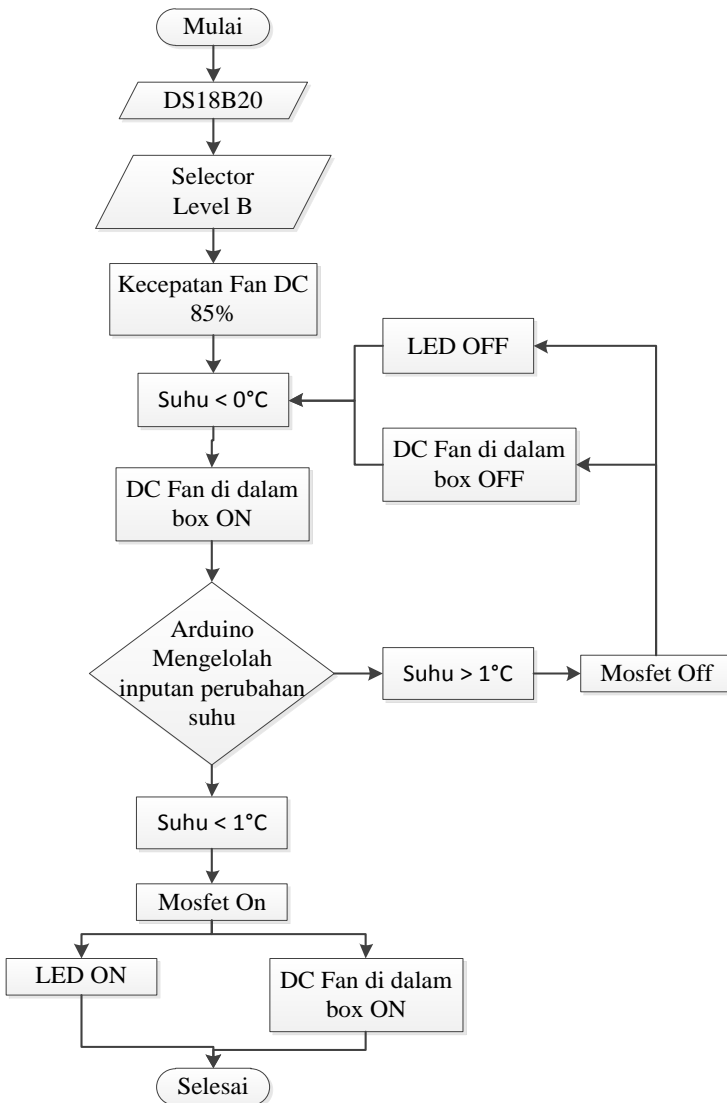 Mulai
DS18B20
Selector
Level B
Kecepatan Fan DC
85%
LED OFF
Suhu < 0°C
DC Fan di dalam
box OFF
DC Fan di dalam
box ON
Arduino
Mengelolah
inputan perubahan
suhu
Suhu > 1°C
Mosfet Off
Suhu < 1°C
Mosfet On
LED ON
DC Fan di dalam
box ON
Selesai